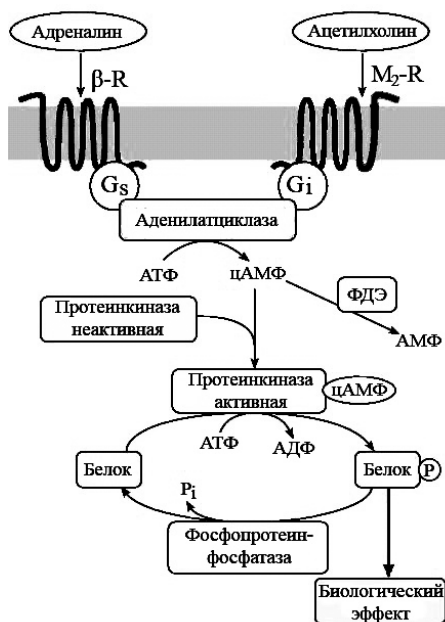 Адреналин
Ацетилхолин
β-R
M₂-R
Gs
Gi
Аденилатциклаза
АТФ
цАМФ
ФДЭ
АМФ
Протеинкиназа
неактивная
Протеинкиназа
активная
цАМФ
АТФ
АДФ
Белок
Белок
P
Pi
Фосфопротеин-
фосфатаза
Биологический
эффект